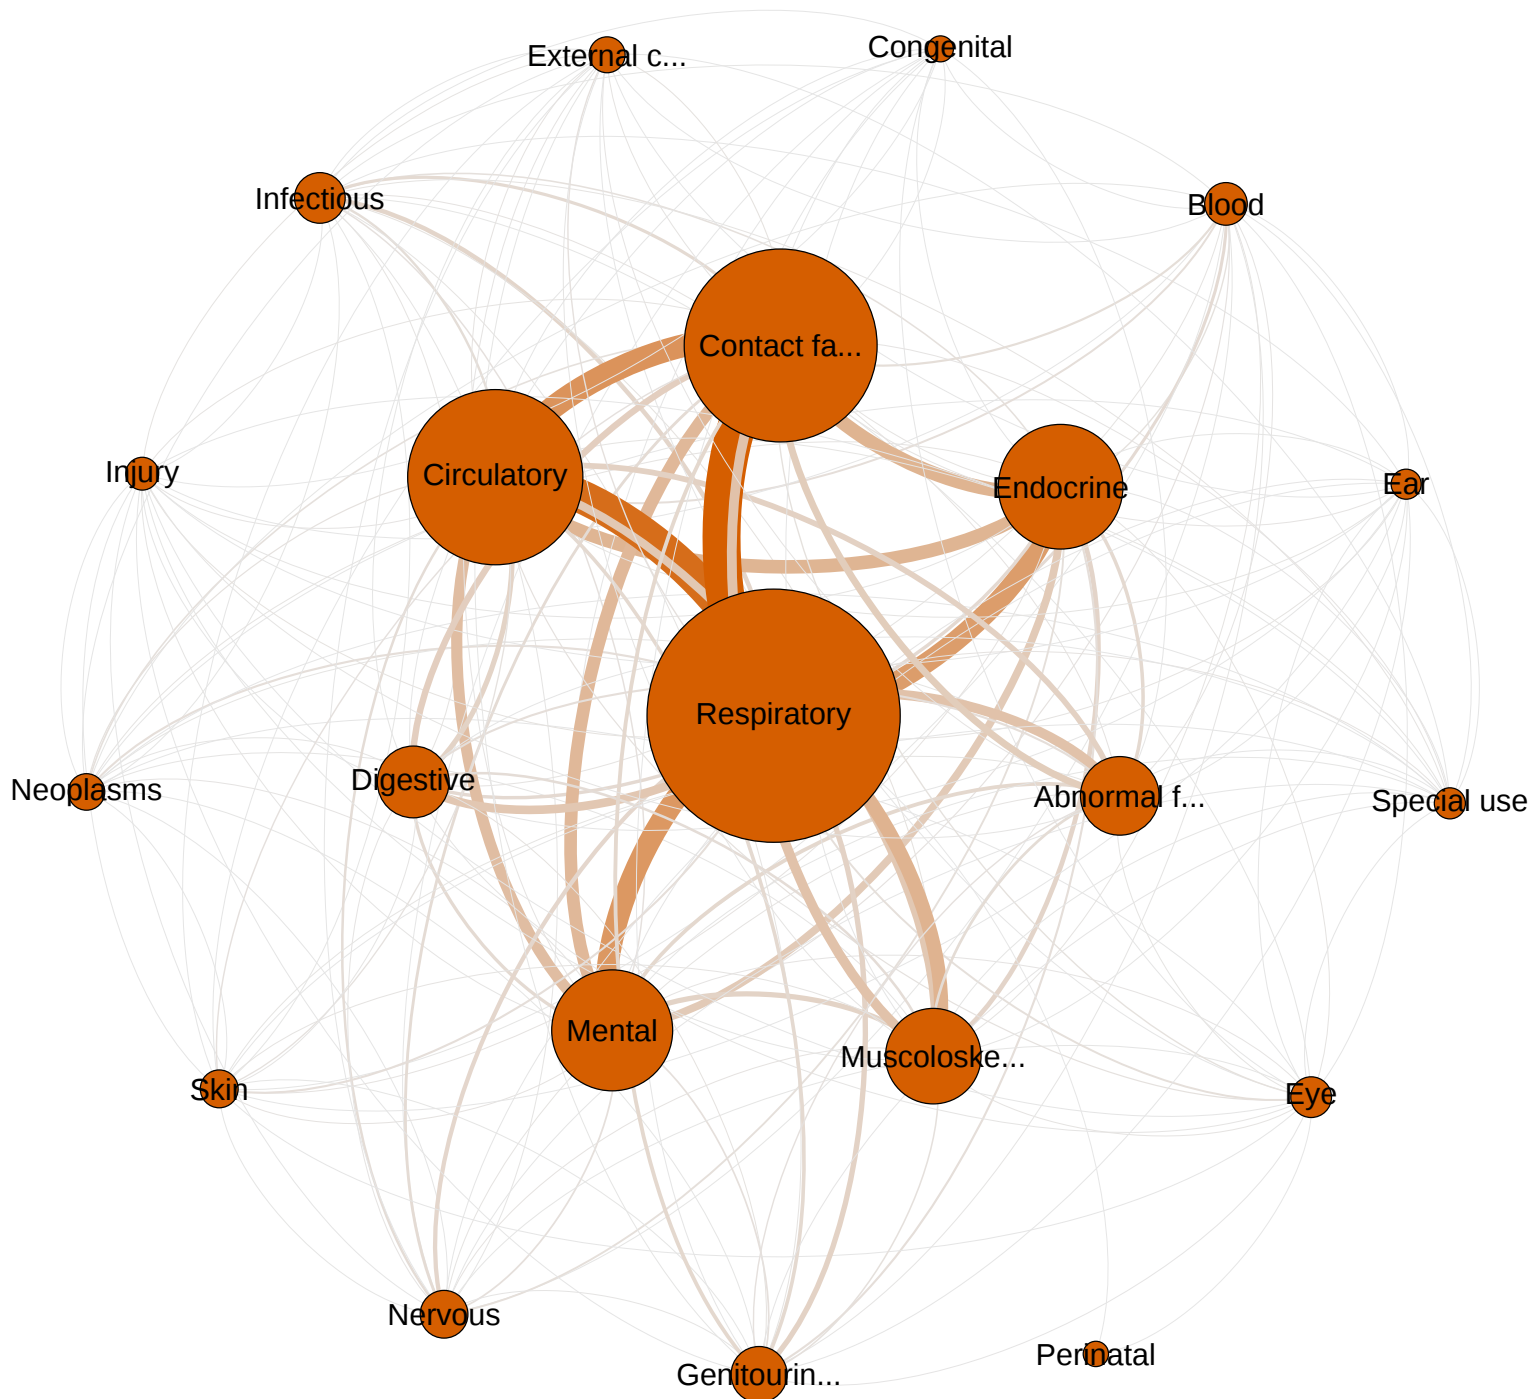 External c...
Congenital
Infectious
Blood
Contact fa...
Circulatory
Endocrine
Injury
Ear
Respiratory
Digestive
Neoplasms
Abnormal f...
Special use
Mental
Muscoloske...
Skin
Eye
Nervous
Genitourin...
Perinatal